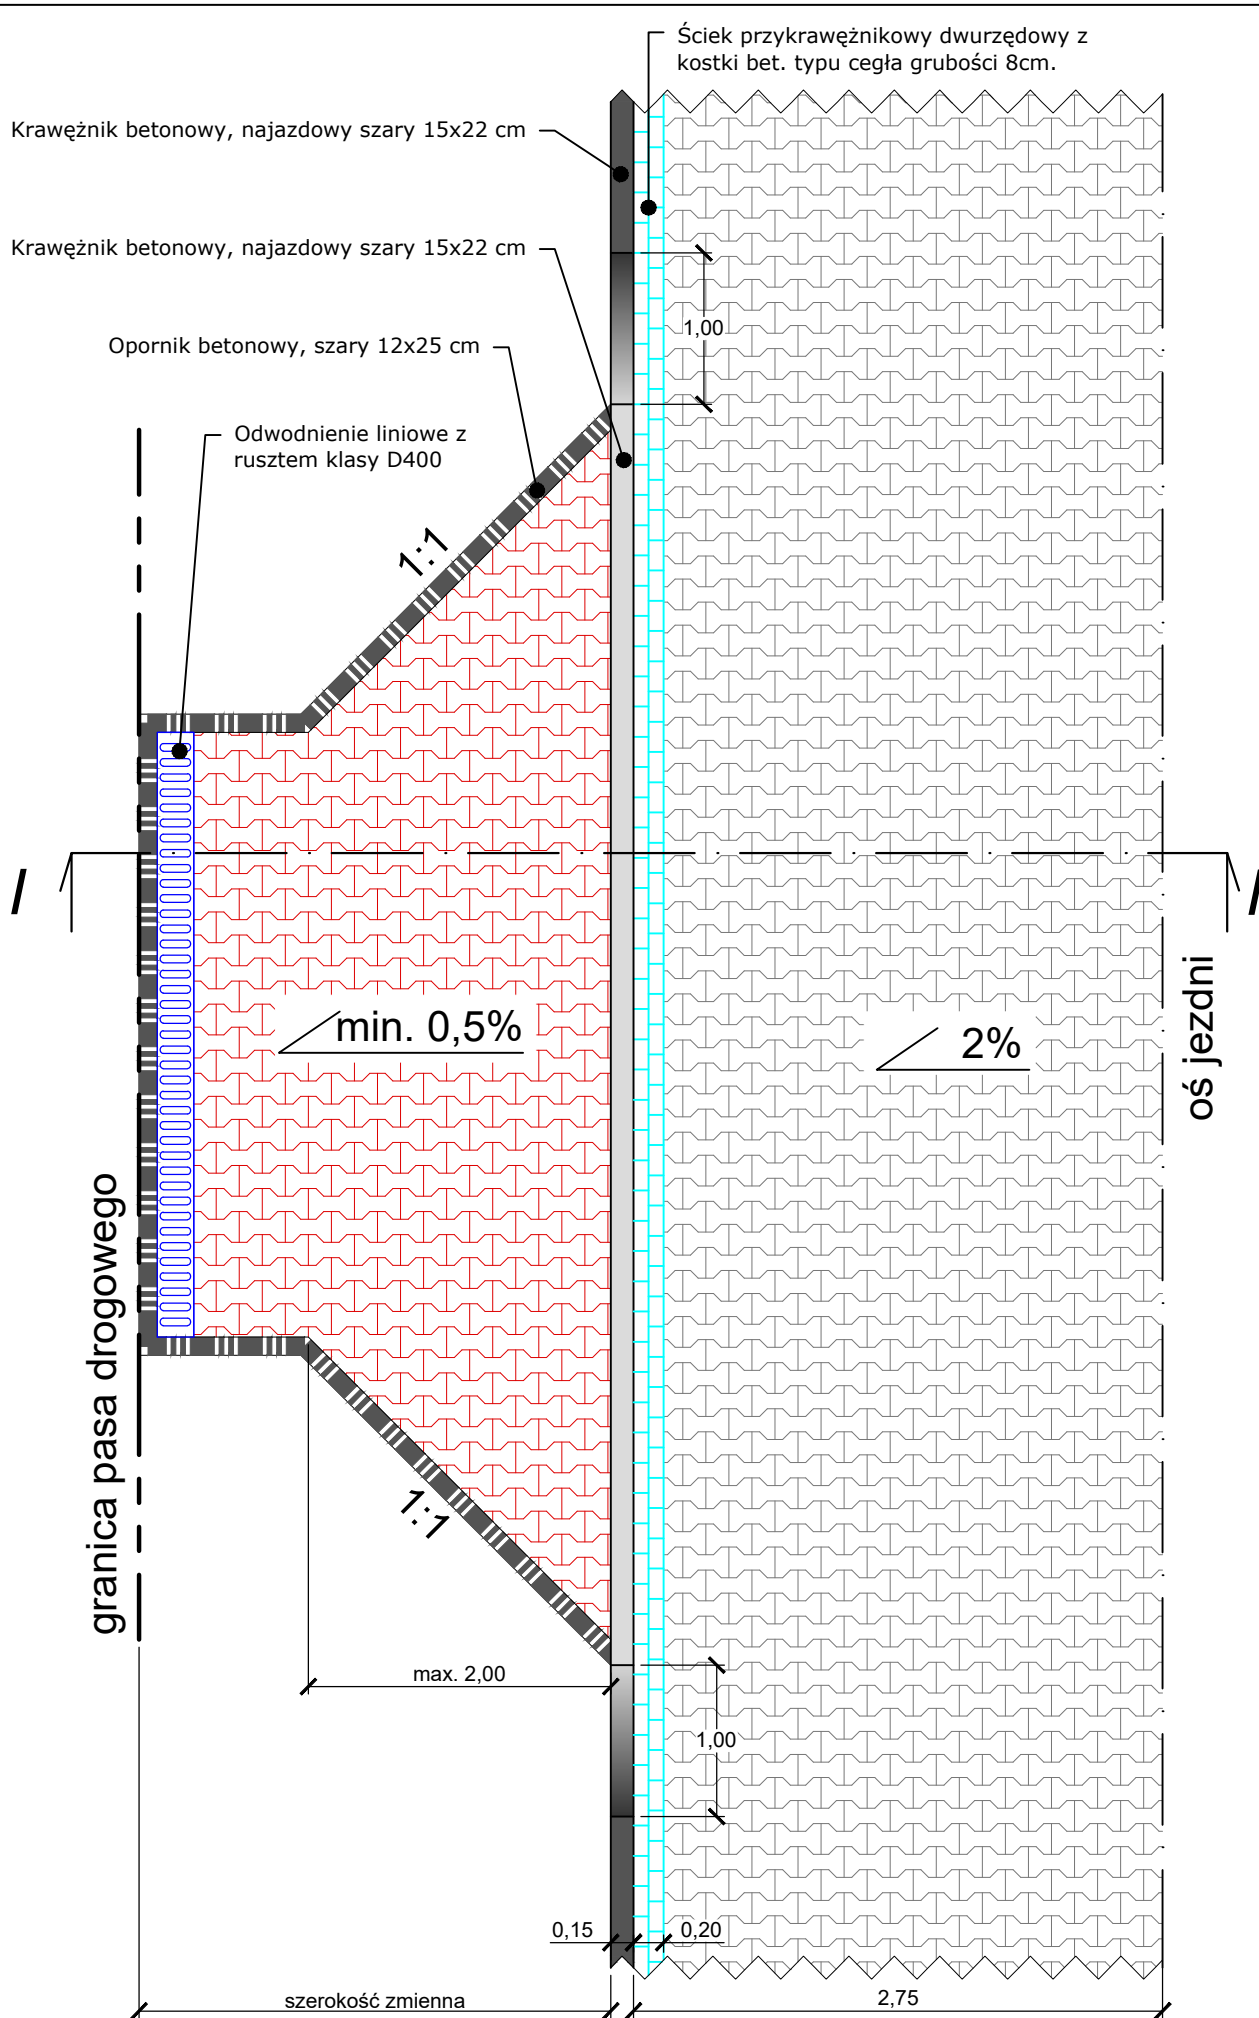 Ściek przykrawężnikowy dwurzędowy z
kostki bet. typu cegła grubości 8cm.
Krawężnik betonowy, najazdowy szary 15x22 cm
Krawężnik betonowy, najazdowy szary 15x22 cm
1,00
Opornik betonowy, szary 12x25 cm
Odwodnienie liniowe z
rusztem klasy D400
1:1
I
I
min. 0,5%
2%
oś jezdni
granica pasa drogowego
1:1
max. 2,00
1,00
0,15
0,20
szerokość zmienna
2,75